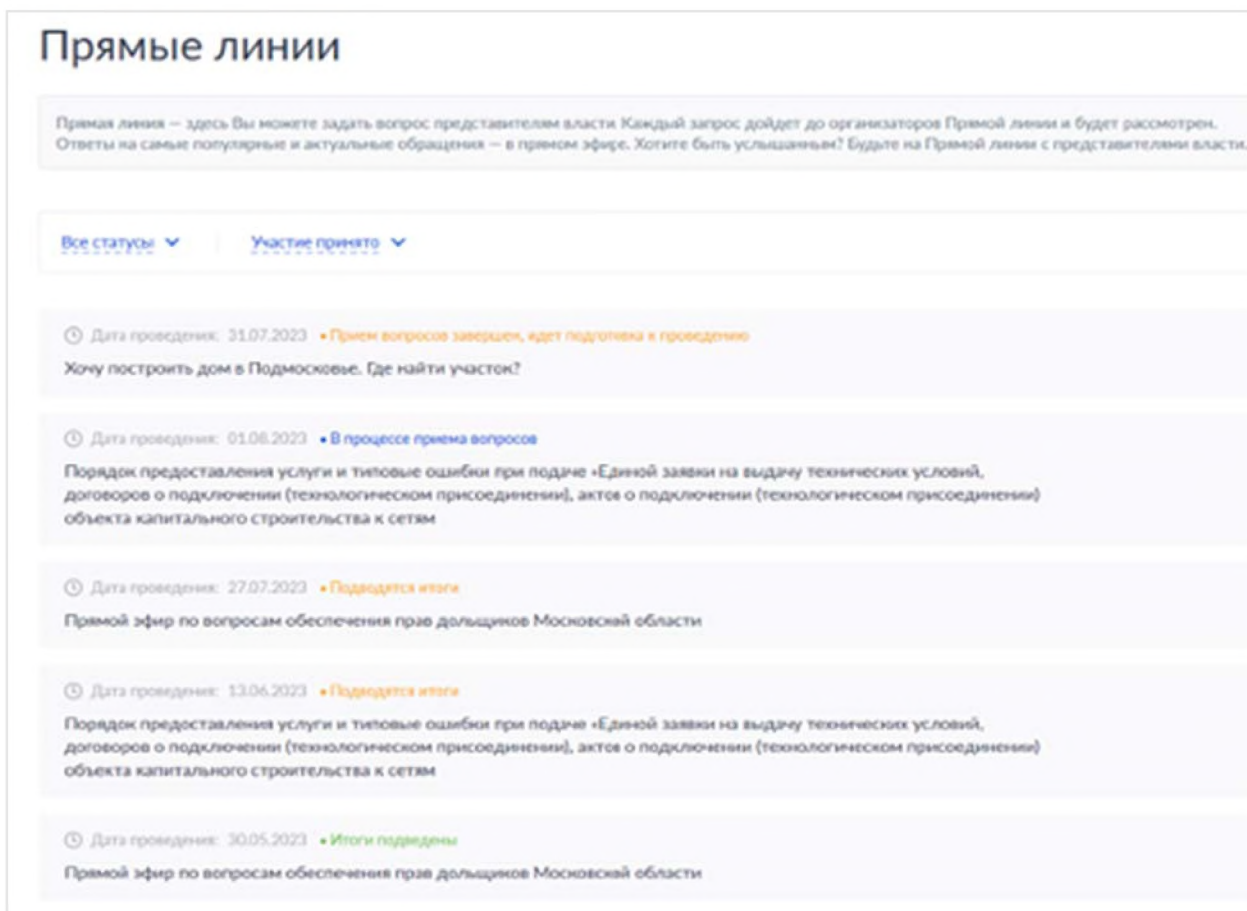 Прямые линии
Прямая линия — здесь Вы можете задать вопрос представителям власти. Каждый запрос дойдет до организаторов Прямой линии и будет рассмотрен.
Ответы на самые популярные и актуальные обращения — в прямом эфире. Хотите быть услышанным? Будьте на Прямой линии с представителями власти.
Все статусы Участие принято
Дата проведения: 31.07.2023 • Прием вопросов завершен, идет подготовка к проведению
Хочу построить дом в Подмосковье. Где найти участок?
Дата проведения: 01.08.2023 • В процессе приема вопросов
Порядок предоставления услуги и типовые ошибки при подаче «Единой заявки на выдачу технических условий,
договоров о подключении (технологическом присоединении), актов о подключении (технологическом присоединении)
объекта капитального строительства к сетям
Дата проведения: 27.07.2023 • Подводятся итоги
Прямой эфир по вопросам обеспечения прав дольщиков Московской области
Дата проведения: 13.06.2023 • Подводятся итоги
Порядок предоставления услуги и типовые ошибки при подаче «Единой заявки на выдачу технических условий,
договоров о подключении (технологическом присоединении), актов о подключении (технологическом присоединении)
объекта капитального строительства к сетям
Дата проведения: 30.05.2023 • Итоги подведены
Прямой эфир по вопросам обеспечения прав дольщиков Московской области